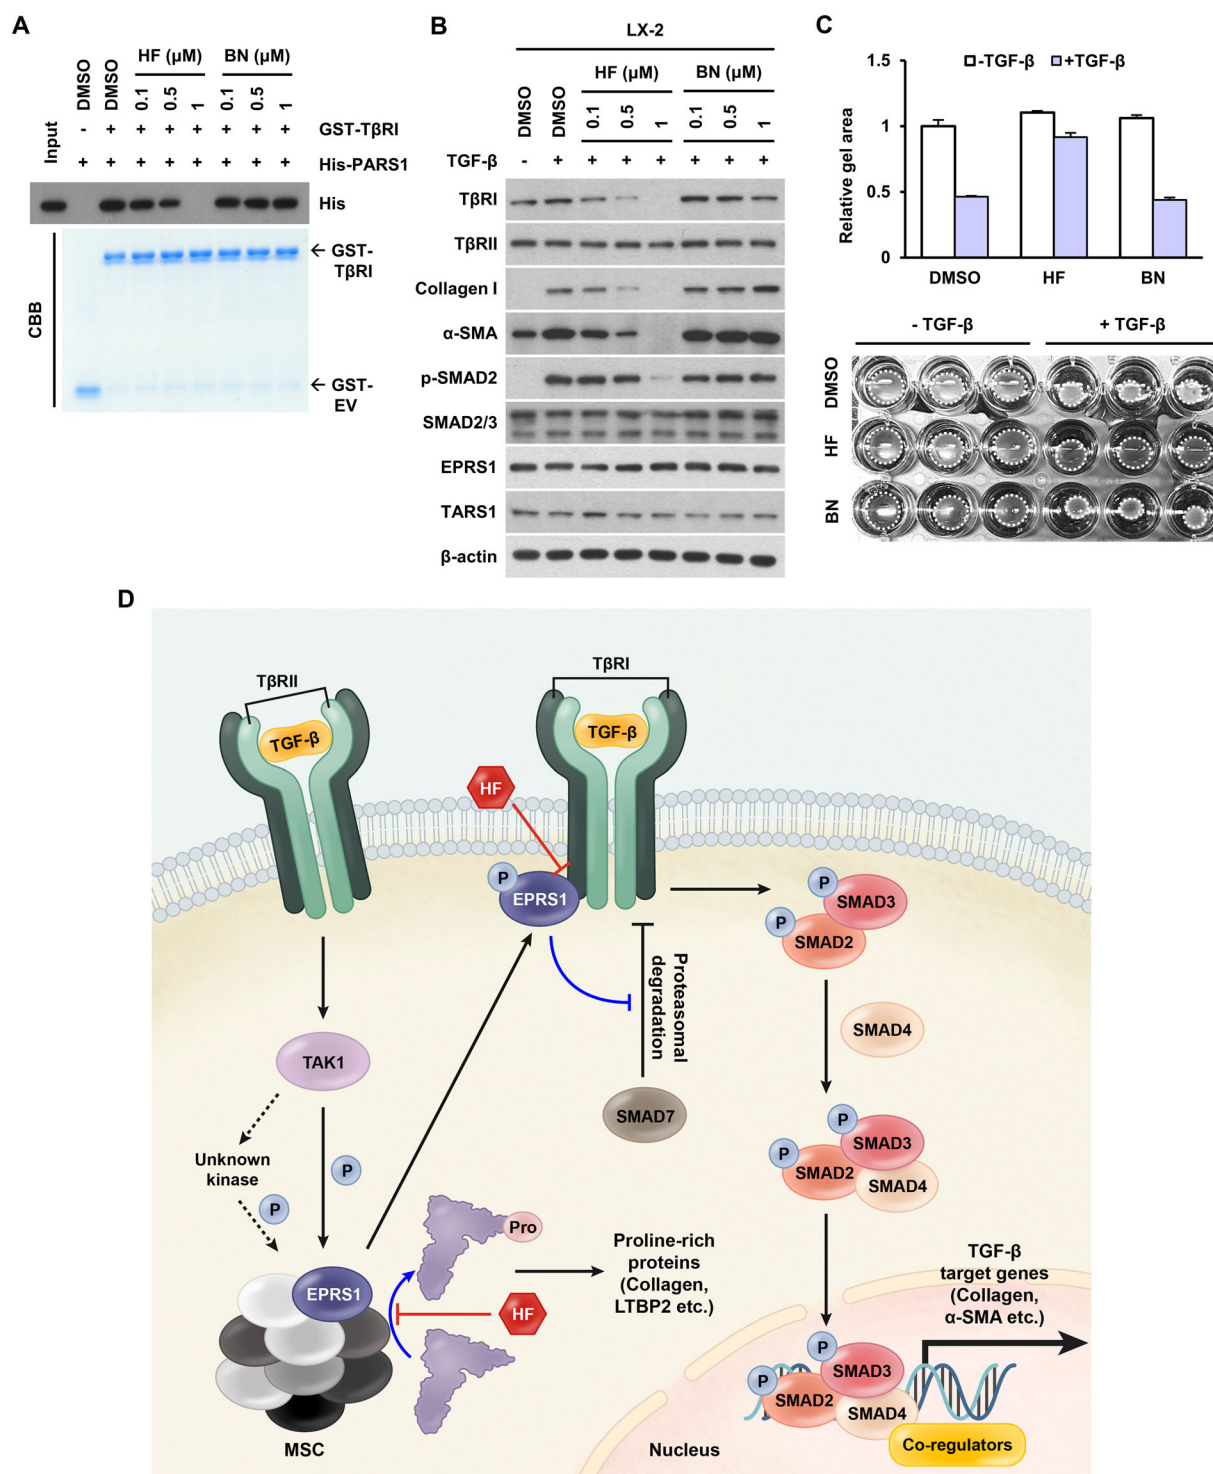 A
HF (µM)
BN (µM)
Input
DMSO
DMSO
0.1
0.5
1
0.1
0.5
1
- + + + + + + + GST-TβRI
+ + + + + + + + + His-PARS1
His
CBB
GST-
TβRI
GST-
EV
B
LX-2
HF (µM)
BN (µM)
DMSO
DMSO
0.1
0.5
1
0.1
0.5
1
TGF-β - + + + + + + +
TβRI
TβRII
Collagen I
α-SMA
p-SMAD2
SMAD2/3
EPRS1
TARS1
β-actin
C
-TGF-β
+TGF-β
Relative gel area
1.5
1
0.5
0
DMSO HF BN
- TGF-β + TGF-β
DMSO
HF
BN
D
TβRII
TGF-β
TβRI
TGF-β
HF
P
EPRS1
P
SMAD3
P
SMAD2
Proteasomal
degradation
SMAD4
TAK1
SMAD7
P
SMAD3
P
SMAD2
SMAD4
Unknown
kinase
P
P
EPRS1
MSC
Pro
HF
Proline-rich
proteins
(Collagen,
LTBP2 etc.)
TGF-β
target genes
(Collagen,
α-SMA etc.)
P
SMAD3
P
SMAD2
SMAD4
Co-regulators
Nucleus